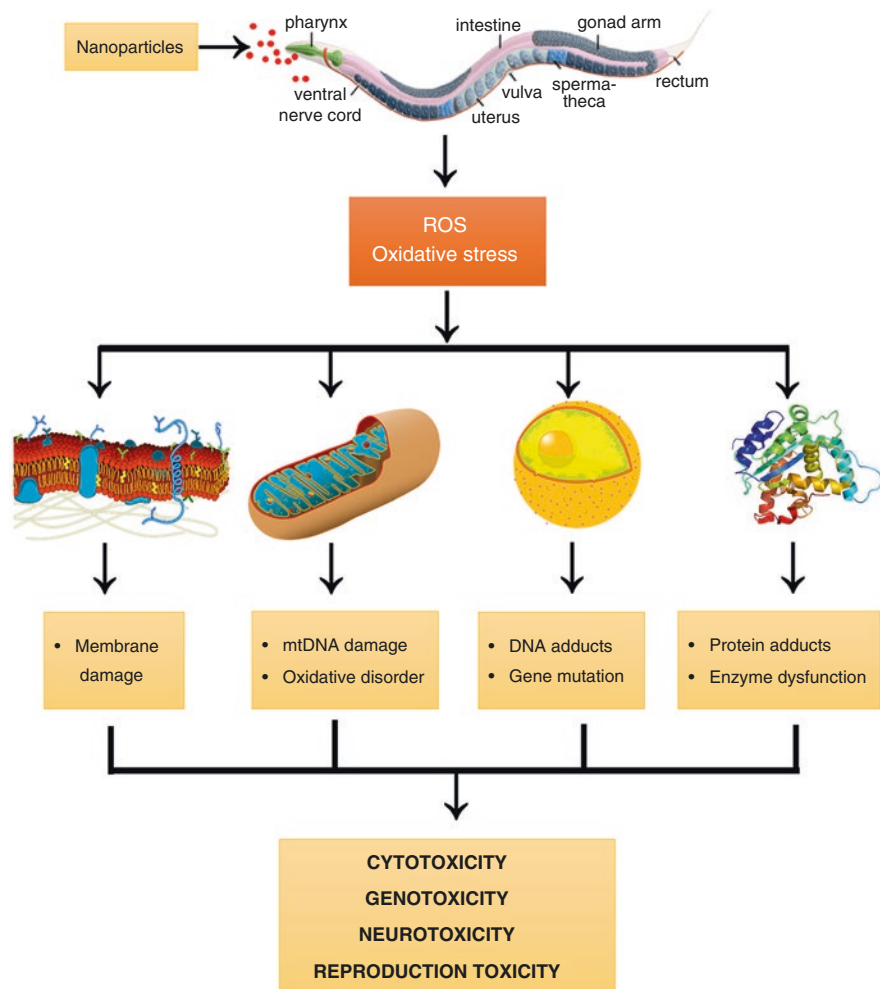 Nanoparticles
pharynx
intestine
gonad arm
ventral
nerve cord
uterus
vulva
sperma-
theca
rectum
ROS
Oxidative stress
• Membrane
damage
• mtDNA damage
• Oxidative disorder
• DNA adducts
• Gene mutation
• Protein adducts
• Enzyme dysfunction
CYTOTOXICITY
GENOTOXICITY
NEUROTOXICITY
REPRODUCTION TOXICITY